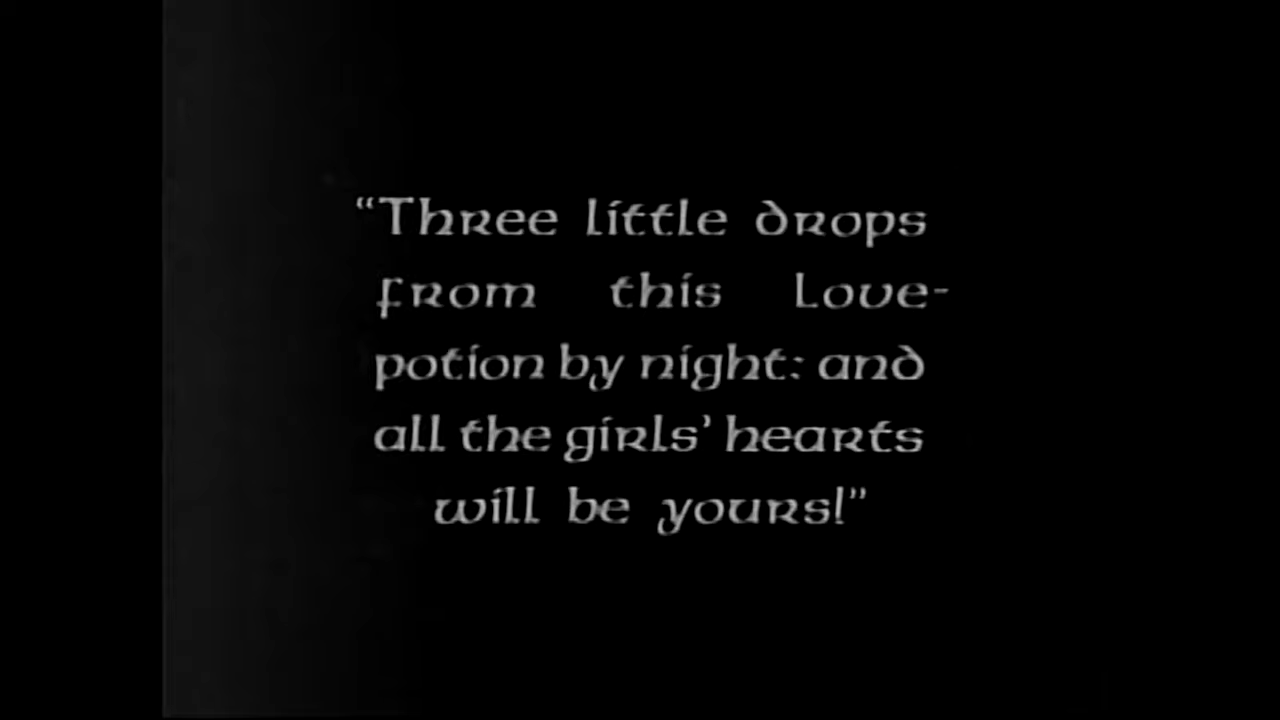 “Three little drops
from this Love-
potion by night: and
all the girls’ hearts
will be yours!”